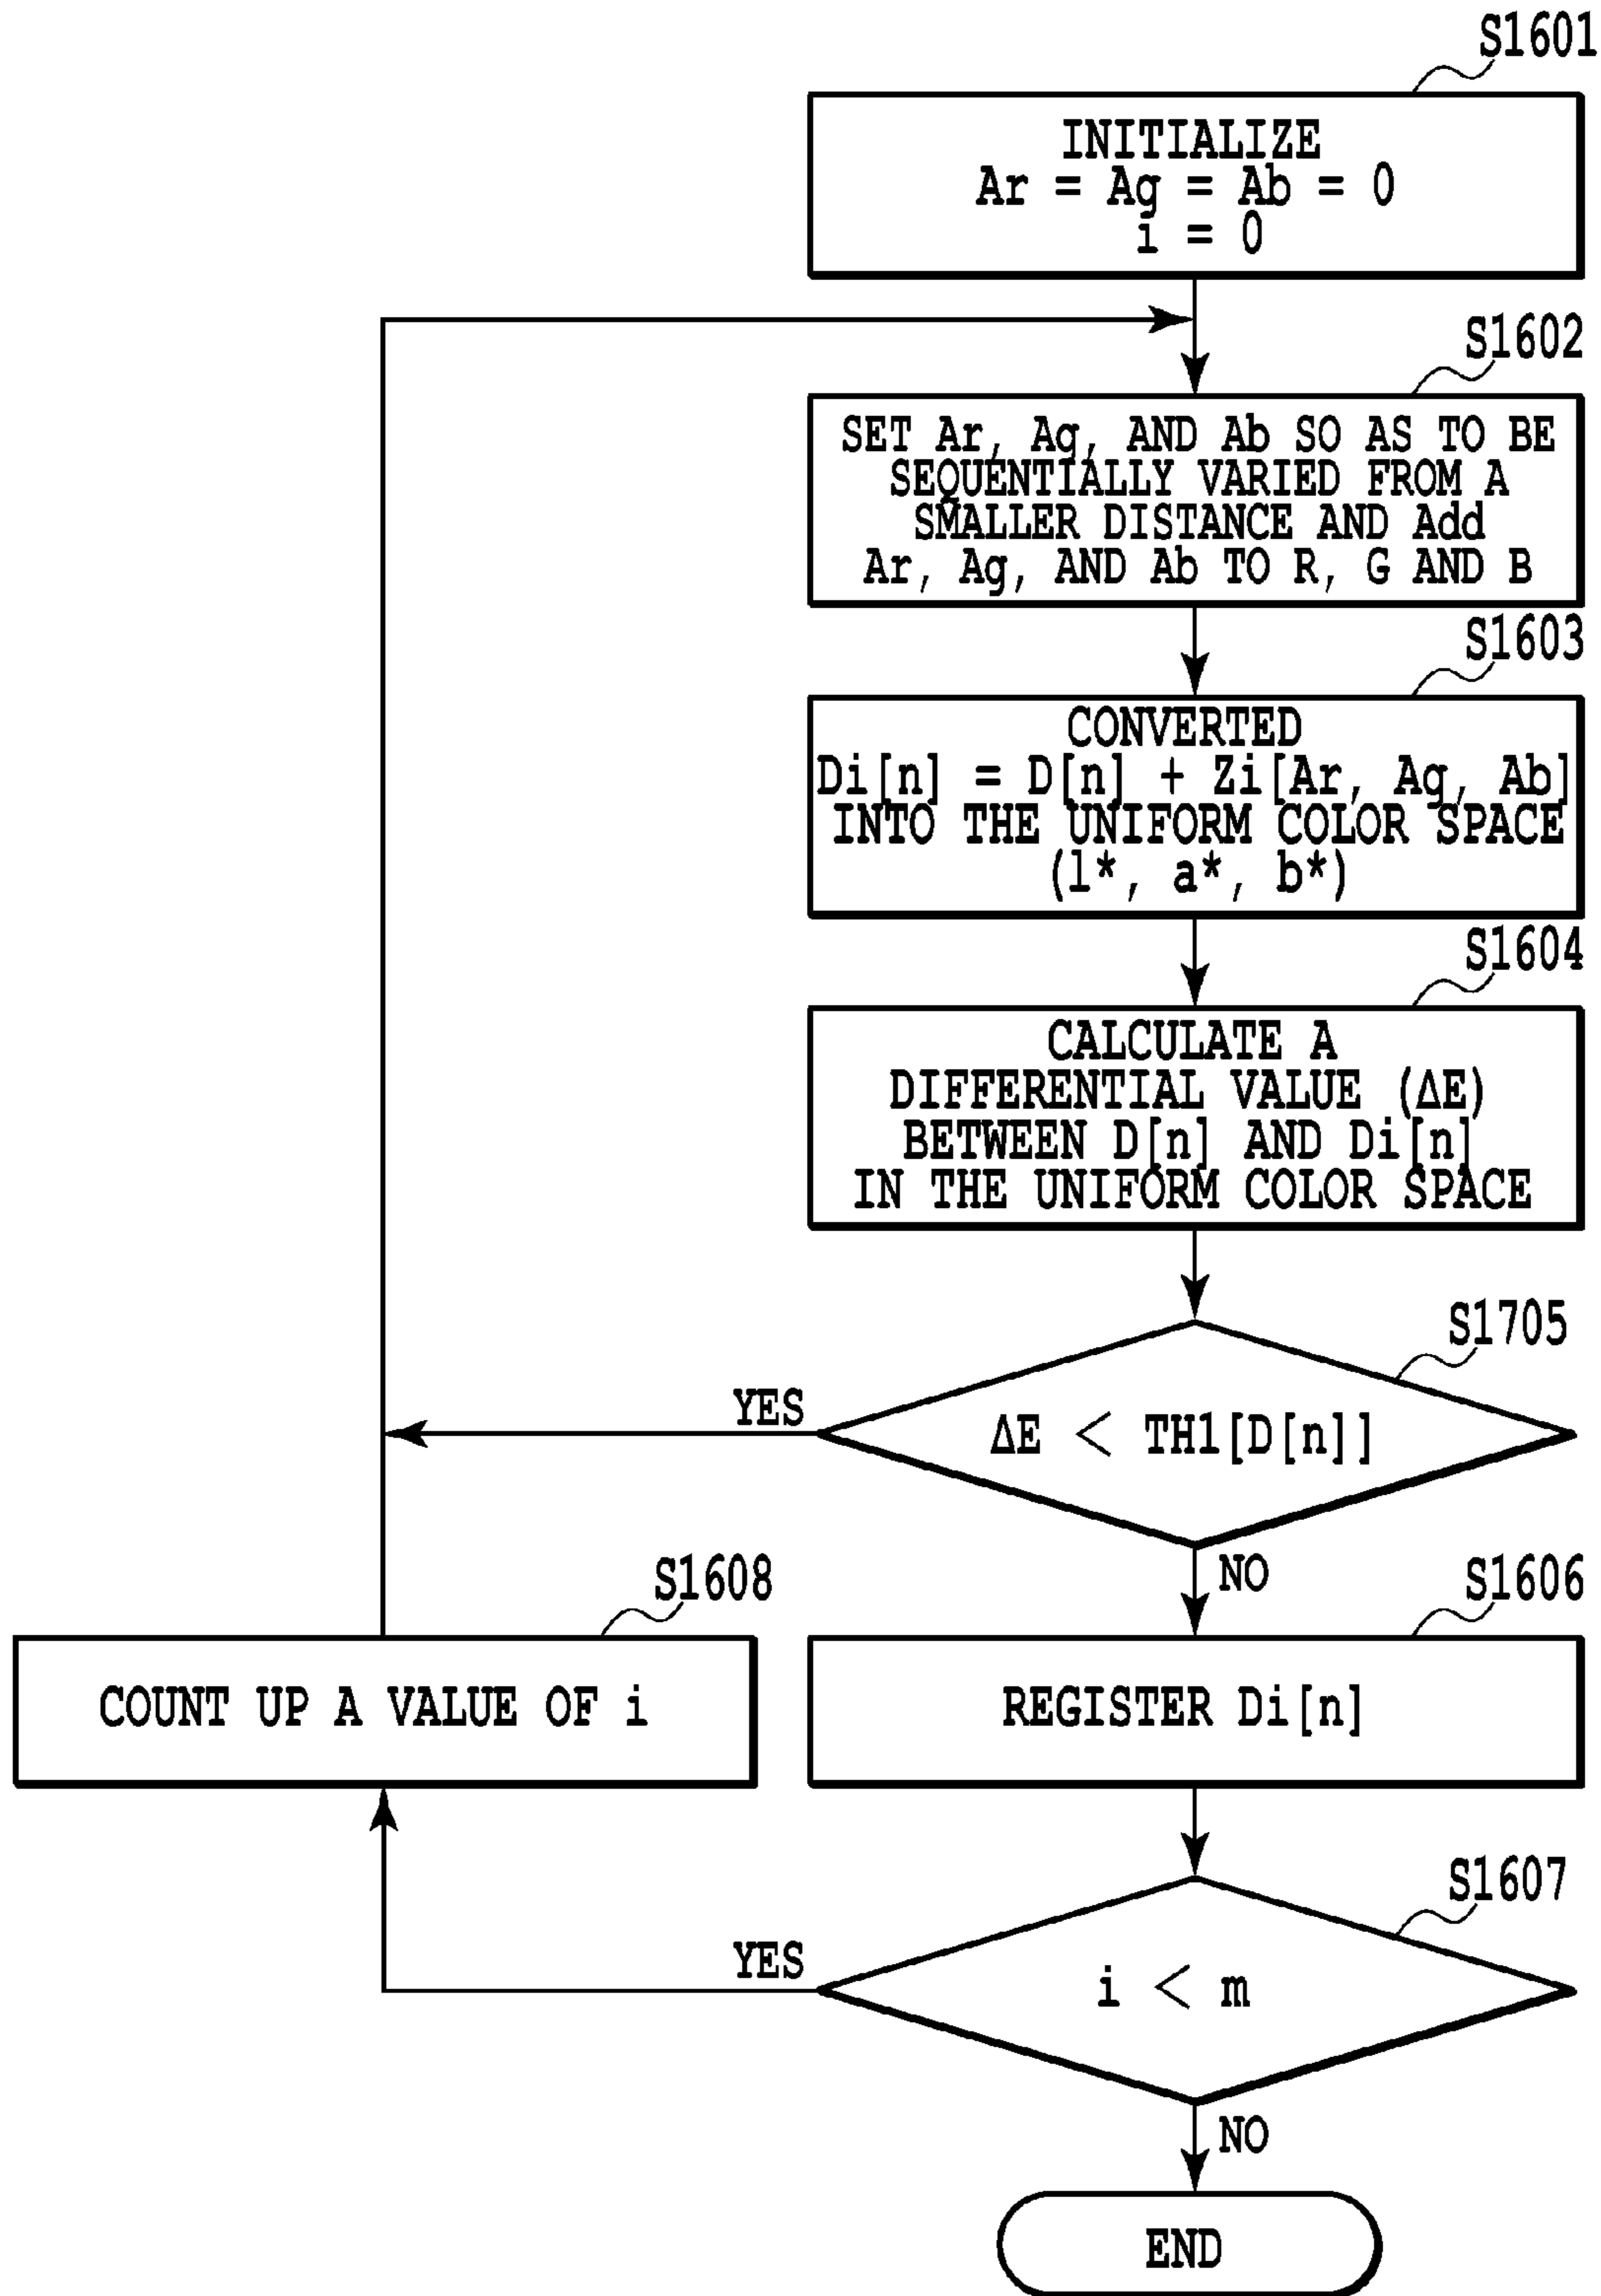 S1601
INITIALIZE
Ar = Ag = Ab = 0
i = 0
S1602
SET Ar, Ag, AND Ab SO AS TO BE
SEQUENTIALLY VARIED FROM A
SMALLER DISTANCE AND Add
Ar, Ag, AND Ab TO R, G AND B
S1603
CONVERTED
Di[n] = D[n] + Zi[Ar, Ag, Ab]
INTO THE UNIFORM COLOR SPACE
(l*, a*, b*)
S1604
CALCULATE A
DIFFERENTIAL VALUE (ΔE)
BETWEEN D[n] AND Di[n]
IN THE UNIFORM COLOR SPACE
S1705
YES
ΔE < TH1[D[n]]
NO
S1608
COUNT UP A VALUE OF i
S1606
REGISTER Di[n]
S1607
YES
i < m
NO
END